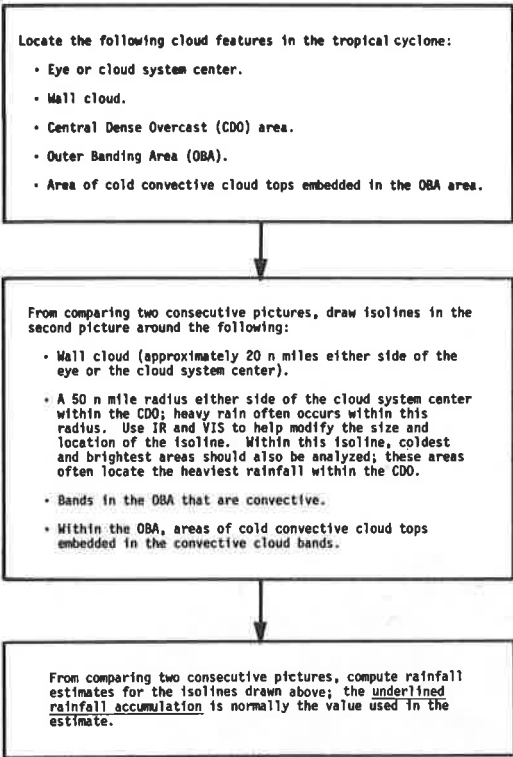 Locate the following cloud features in the tropical cyclone:
• Eye or cloud system center.
• Wall cloud.
• Central Dense Overcast (CDO) area.
• Outer Banding Area (OBA).
• Area of cold convective cloud tops embedded in the OBA area.
From comparing two consecutive pictures, draw isolines in the
second picture around the following:
• Wall cloud (approximately 20 n miles either side of the
eye or the cloud system center).
• A 50 n mile radius either side of the cloud system center
within the CDO; heavy rain often occurs within this
radius. Use IR and VIS to help modify the size and
location of the isoline. Within this isoline, coldest
and brightest areas should also be analyzed; these areas
often locate the heaviest rainfall within the CDO.
• Bands in the OBA that are convective.
• Within the OBA, areas of cold convective cloud tops
embedded in the convective cloud bands.
From comparing two consecutive pictures, compute rainfall
estimates for the isolines drawn above; the underlined
rainfall accumulation is normally the value used in the
estimate.